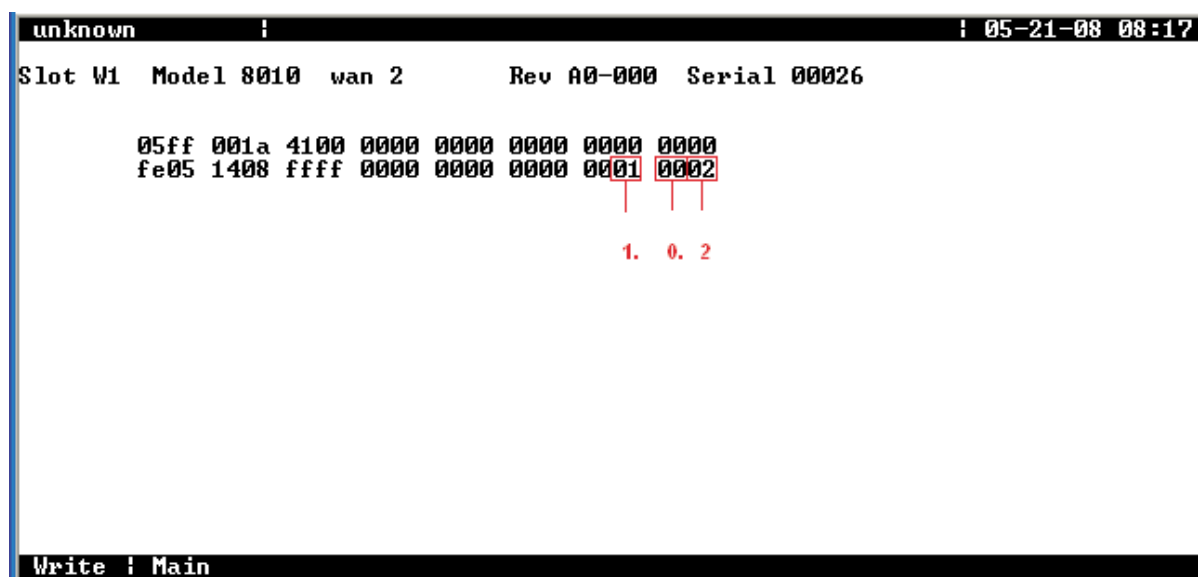 unknown ¦ ¦ 05-21-08 08:17
Slot W1 Model 8010 wan 2 Rev A0-000 Serial 00026
05ff 001a 4100 0000 0000 0000 0000 0000
fe05 1408 ffff 0000 0000 0000 0001 0002
1. 0. 2
Write ¦ Main